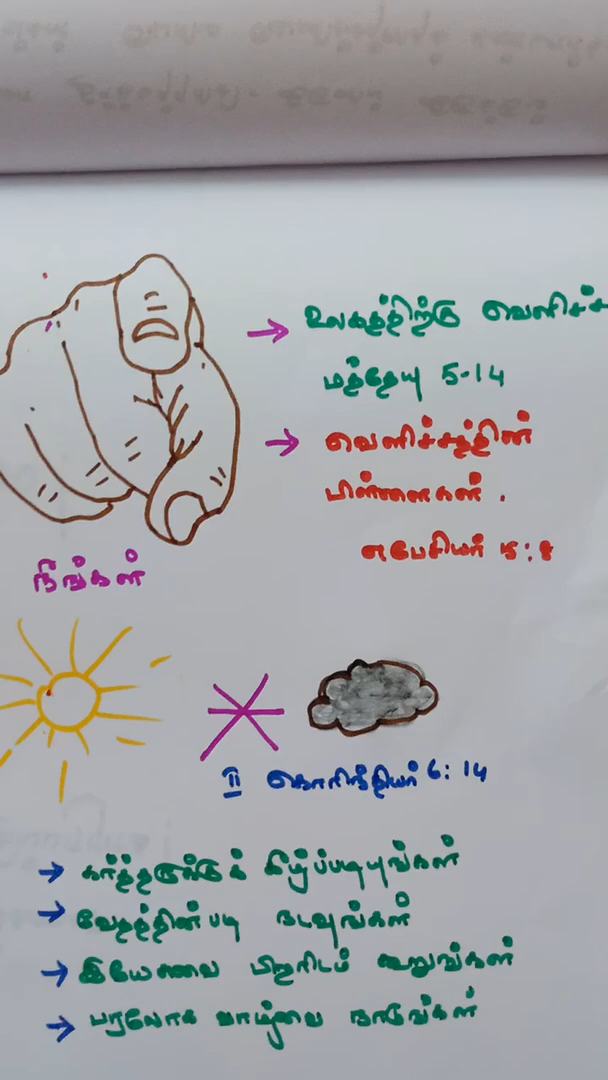 உலகத்திற்கு வெளிச்ச
மத்தேயு 5-14
வெளிச்சத்தின்
பிள்ளைகள்.
எபேசியர் 5:8
நீங்கள்
II கொரிந்தியர் 6:14
கர்த்தருக்குக் கீழ்ப்படியுங்கள்
வேதத்தின்படி நடவுங்கள்
இயேசுவை பிறரிடம் கூறுங்கள்
பரலோக வாழ்வை நாடுங்கள்